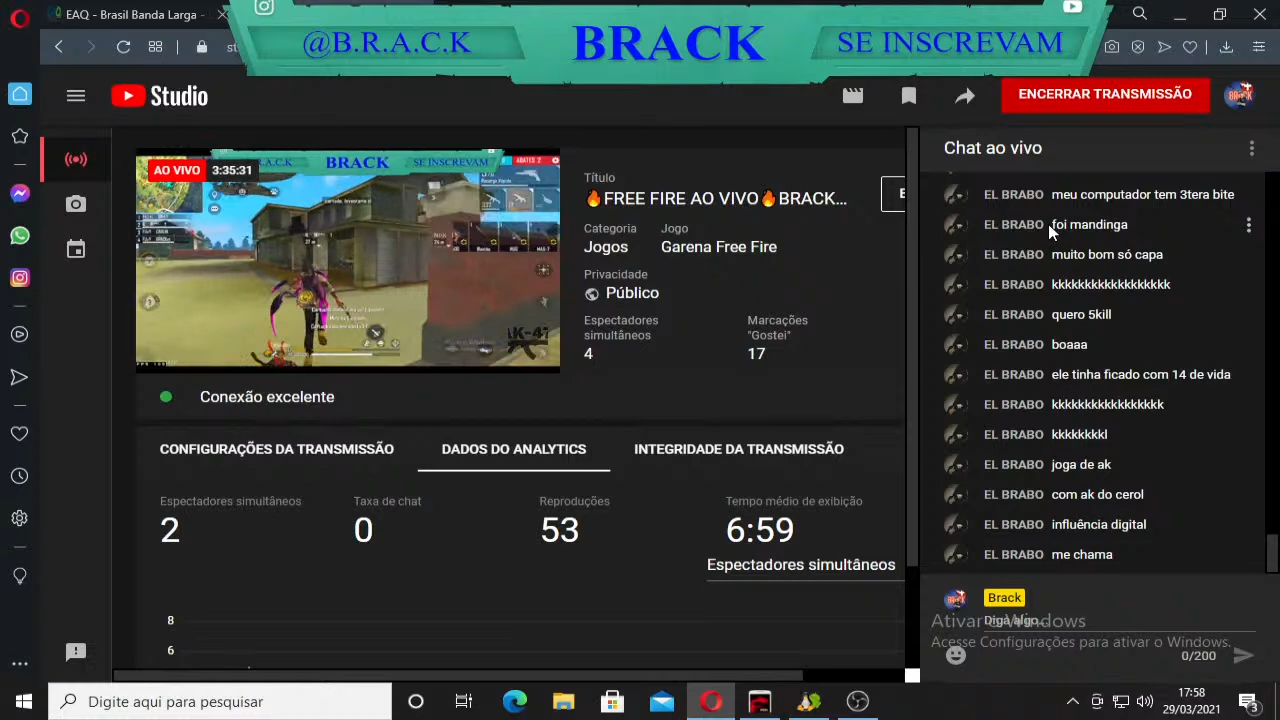 EAQ - Brasil Banda Larga
@B.R.A.C.K
BRACK
SE INSCREVAM
Studio
ENCERRAR TRANSMISSÃO
AO VIVO 3:35:31
BRACK
SE INSCREVAM
ABATES 2
Título
🔥FREE FIRE AO VIVO🔥BRACK...
Categoria
Jogo
Jogos
Garena Free Fire
Privacidade
Público
Espectadores
simultâneos
4
Marcações
"Gostei"
17
Conexão excelente
CONFIGURAÇÕES DA TRANSMISSÃO
DADOS DO ANALYTICS
INTEGRIDADE DA TRANSMISSÃO
Espectadores simultâneos
2
Taxa de chat
0
Reproduções
53
Tempo médio de exibição
6:59
Espectadores simultâneos
8
6
Chat ao vivo
EL BRABO meu computador tem 3tera bite
EL BRABO foi mandinga
EL BRABO muito bom só capa
EL BRABO kkkkkkkkkkkkkkkkk
EL BRABO quero 5kill
EL BRABO boaaa
EL BRABO ele tinha ficado com 14 de vida
EL BRABO kkkkkkkkkkkkkkkk
EL BRABO kkkkkkkkl
EL BRABO joga de ak
EL BRABO com ak do cerol
EL BRABO influência digital
EL BRABO me chama
Brack
Diga algo...
Ativar o Windows
Acesse Configurações para ativar o Windows.
0/200
Digite aqui para pesquisar
17:58
29/03/2021
3